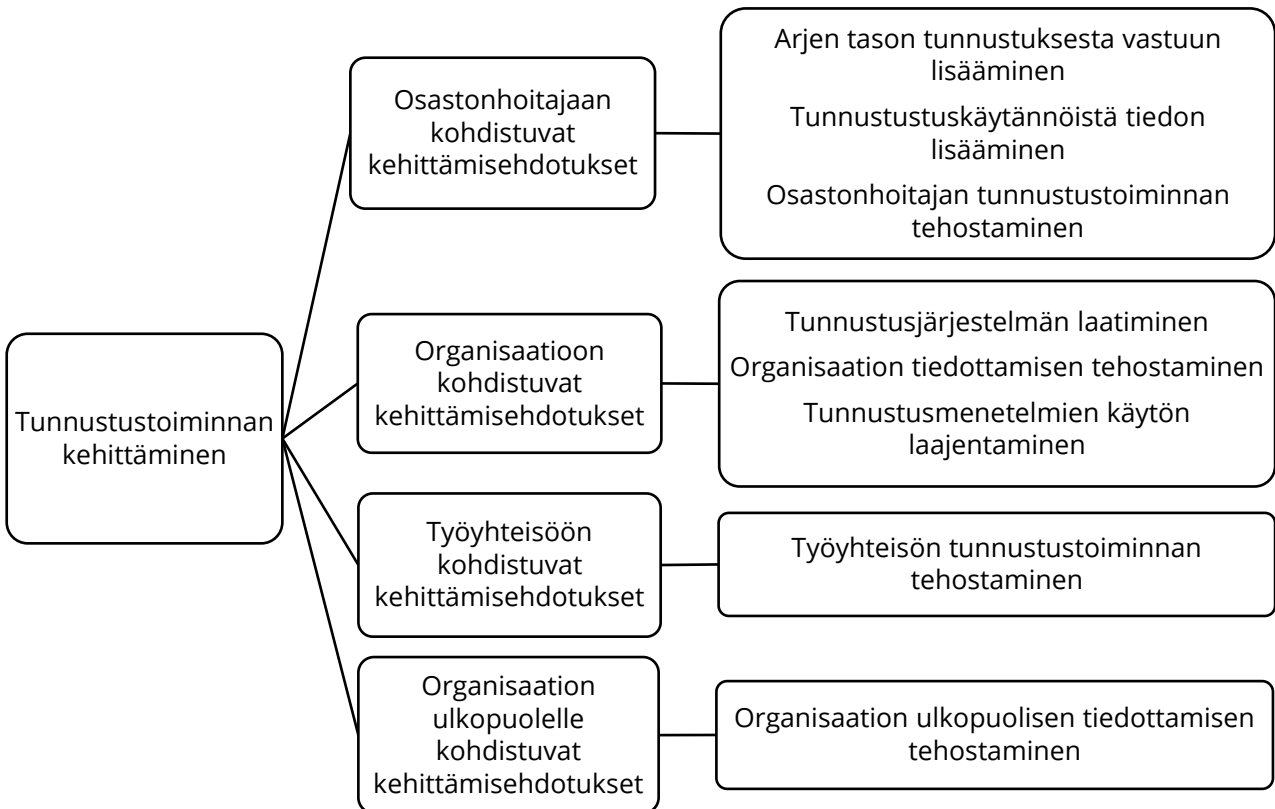 Tunnustustoiminnan
kehittäminen
Osastonhoitajaan
kohdistuvat
kehittämisehdotukset
Arjen tason tunnustuksesta vastuun
lisääminen
Tunnustustuskäytännöistä tiedon
lisääminen
Osastonhoitajan tunnustustoiminnan
tehostaminen
Organisaatioon
kohdistuvat
kehittämisehdotukset
Tunnustusjärjestelmän laatiminen
Organisaation tiedottamisen tehostaminen
Tunnustusmenetelmien käytön
laajentaminen
Työyhteisöön
kohdistuvat
kehittämisehdotukset
Työyhteisön tunnustustoiminnan
tehostaminen
Organisaation
ulkopuolelle
kohdistuvat
kehittämisehdotukset
Organisaation ulkopuolisen tiedottamisen
tehostaminen